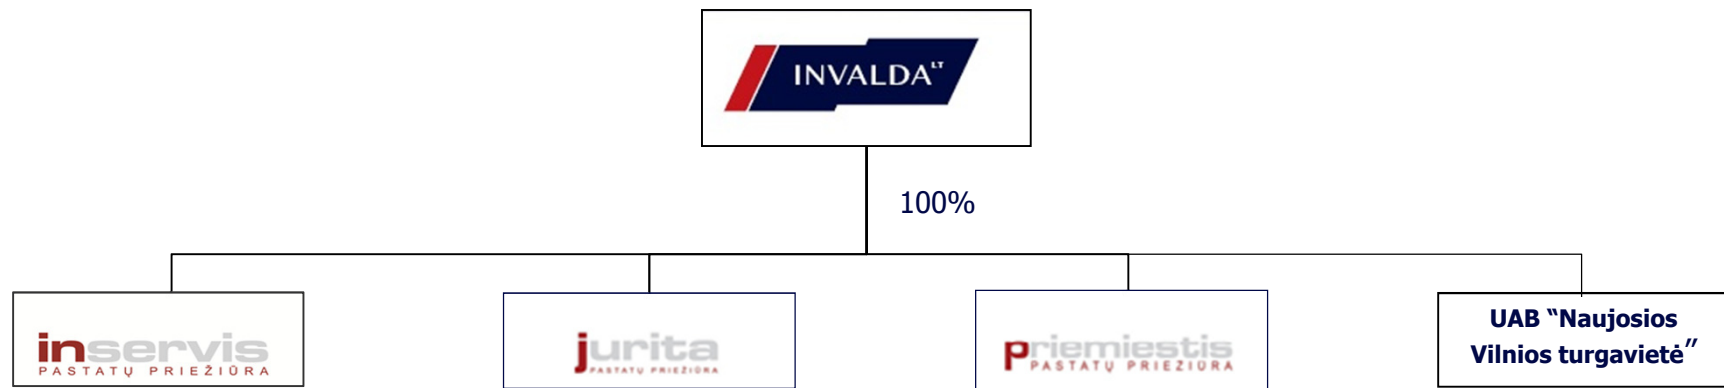 INVALDA LT
100%
inservis
PASTATŲ PRIEŽIŪRA
jurita
PASTATŲ PRIEŽIŪRA
priemiestis
PASTATŲ PRIEŽIŪRA
UAB “Naujosios
Vilnios turgavietė”